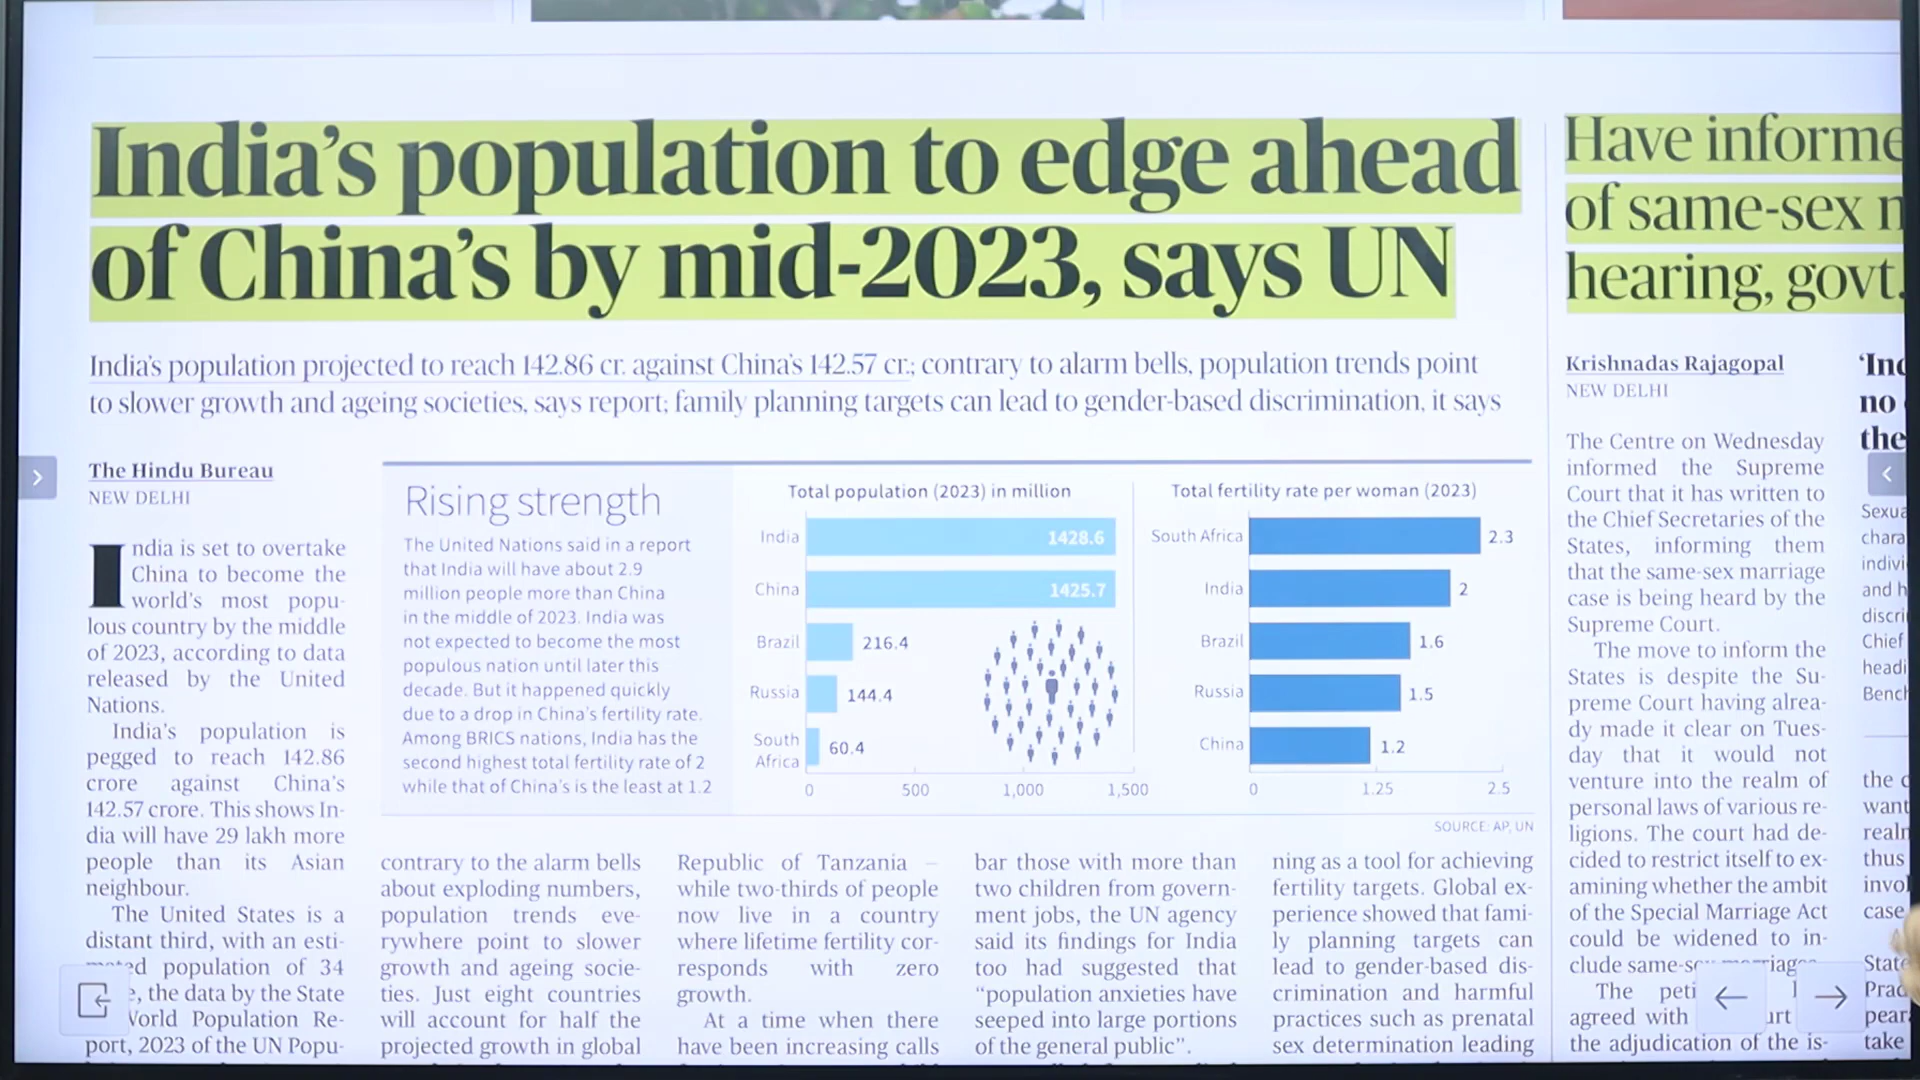 India's population to edge ahead
of China's by mid-2023, says UN
India's population projected to reach 142.86 cr. against China's 142.57 cr.; contrary to alarm bells, population trends point
to slower growth and ageing societies, says report; family planning targets can lead to gender-based discrimination, it says
The Hindu Bureau
NEW DELHI
India is set to overtake
China to become the
world's most popu-
lous country by the middle
of 2023, according to data
released by the United
Nations.
India's population is
pegged to reach 142.86
crore against China's
142.57 crore. This shows In-
dia will have 29 lakh more
people than its Asian
neighbour.
The United States is a
distant third, with an esti-
population of 34
, the data by the State
World Population Re-
port, 2023 of the UN Popu-
Rising strength
The United Nations said in a report
that India will have about 2.9
million people more than China
in the middle of 2023. India was
not expected to become the most
populous nation until later this
decade. But it happened quickly
due to a drop in China's fertility rate.
Among BRICS nations, India has the
second highest total fertility rate of 2
while that of China's is the least at 1.2
Total population (2023) in million
India 1428.6
China 1425.7
Brazil 216.4
Russia 144.4
South
Africa 60.4
0 500 1,000 1,500
Total fertility rate per woman (2023)
South Africa 2.3
India 2
Brazil 1.6
Russia 1.5
China 1.2
0 1.25 2.5
SOURCE: AP, UN
contrary to the alarm bells
about exploding numbers,
population trends eve-
rywhere point to slower
growth and ageing socie-
ties. Just eight countries
will account for half the
projected growth in global
Republic of Tanzania –
while two-thirds of people
now live in a country
where lifetime fertility cor-
responds with zero
growth.
At a time when there
have been increasing calls
bar those with more than
two children from govern-
ment jobs, the UN agency
said its findings for India
too had suggested that
"population anxieties have
seeped into large portions
of the general public".
ning as a tool for achieving
fertility targets. Global ex-
perience showed that fami-
ly planning targets can
lead to gender-based dis-
crimination and harmful
practices such as prenatal
sex determination leading
Have informe
of same-sex
hearing, govt.
Krishnadas Rajagopal
NEW DELHI
The Centre on Wednesday
informed the Supreme
Court that it has written to
the Chief Secretaries of the
States, informing them
that the same-sex marriage
case is being heard by the
Supreme Court.
The move to inform the
States is despite the Su-
preme Court having alrea-
dy made it clear on Tues-
day that it would not
venture into the realm of
personal laws of various re-
ligions. The court had de-
cided to restrict itself to ex-
amining whether the ambit
of the Special Marriage Act
could be widened to in-
clude same-s
The peti
agreed with
the adjudication of the is-
'Ind
no
the
Sexua
chara
indivi
and h
discri
Chief
headi
Bench
the c
want
realm
thus
invol
case
State
Prac
pear
take